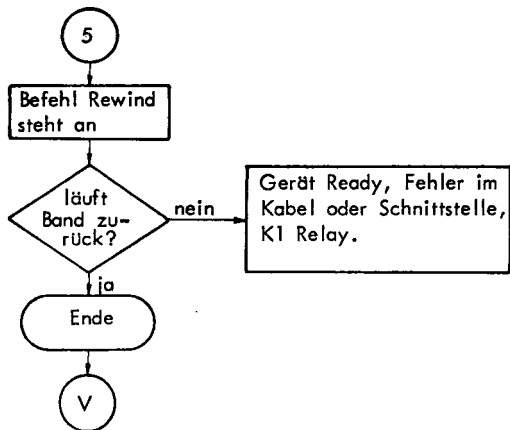 5
Befehl Rewind
steht an
läuft
Band zu-
rück?
nein
Gerät Ready, Fehler im
Kabel oder Schnittstelle,
K1 Relay.
ja
Ende
V